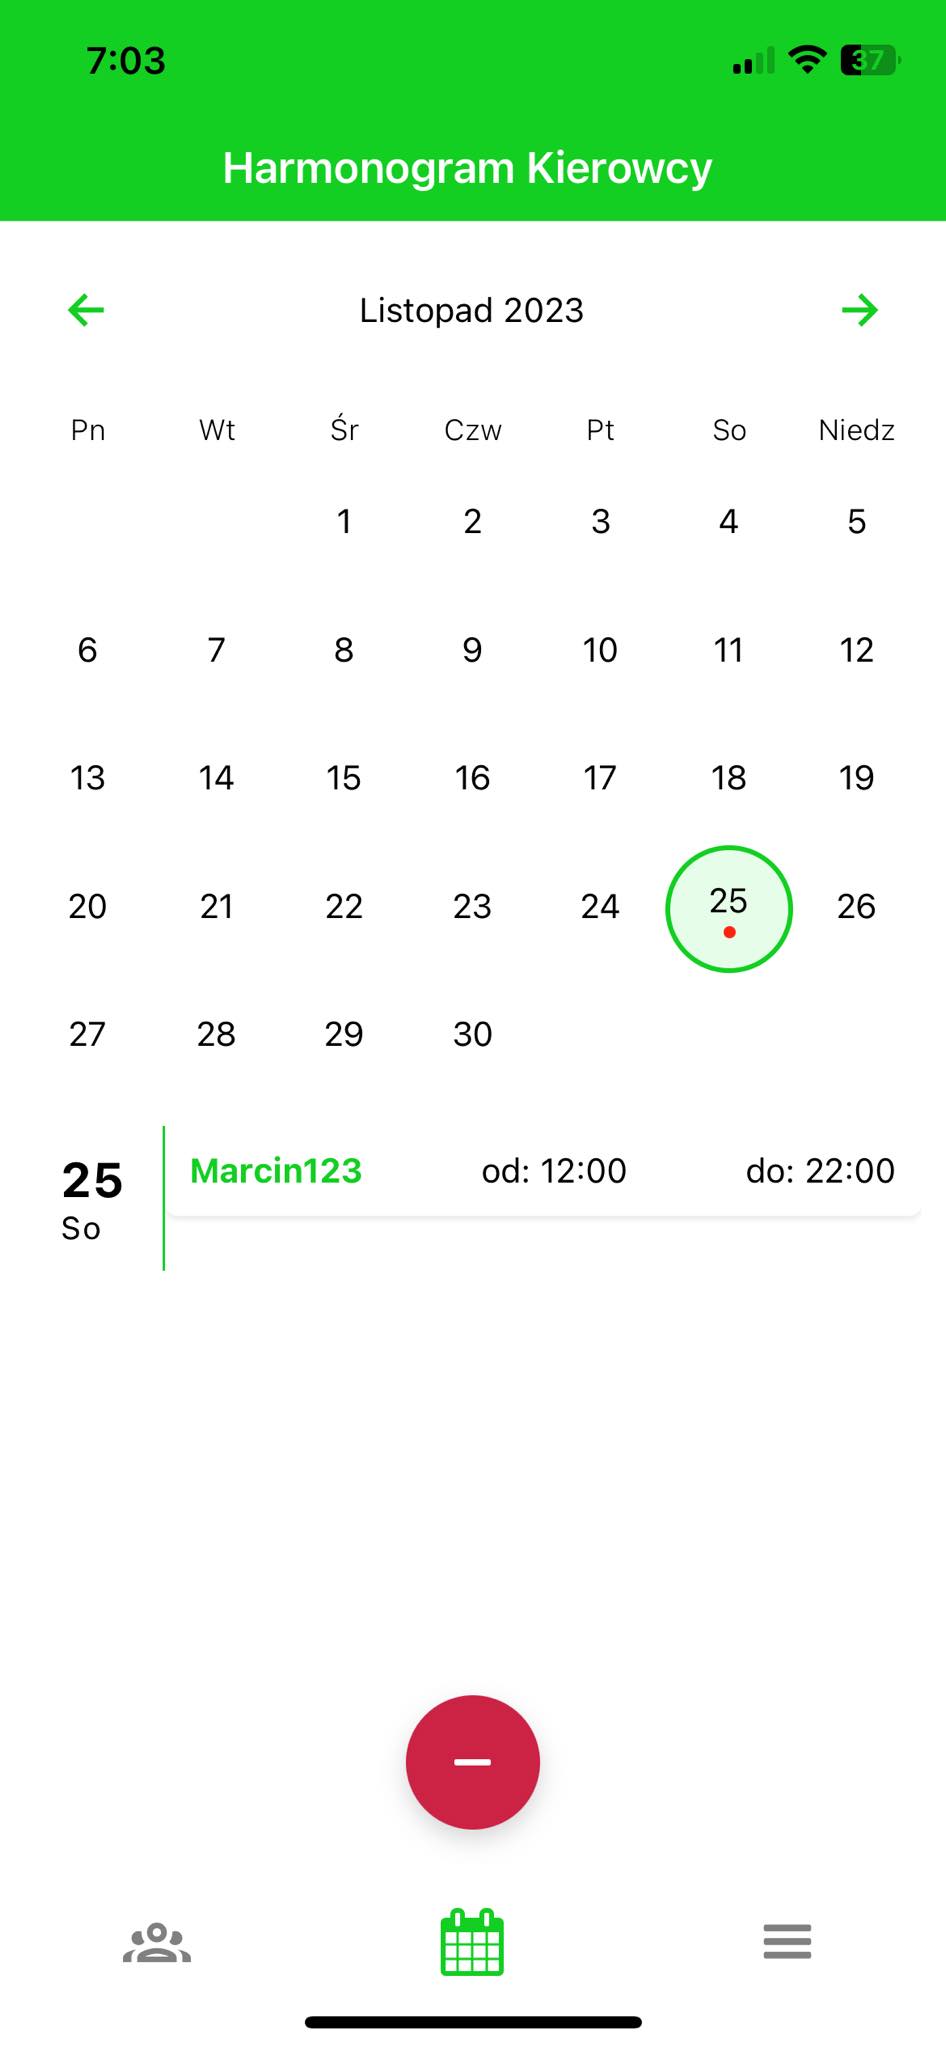 7:03 37
Harmonogram Kierowcy
Listopad 2023
Pn Wt Śr Czw Pt So Niedz
1 2 3 4 5
6 7 8 9 10 11 12
13 14 15 16 17 18 19
20 21 22 23 24 25 26
27 28 29 30
25 Marcin123 od: 12:00 do: 22:00
So